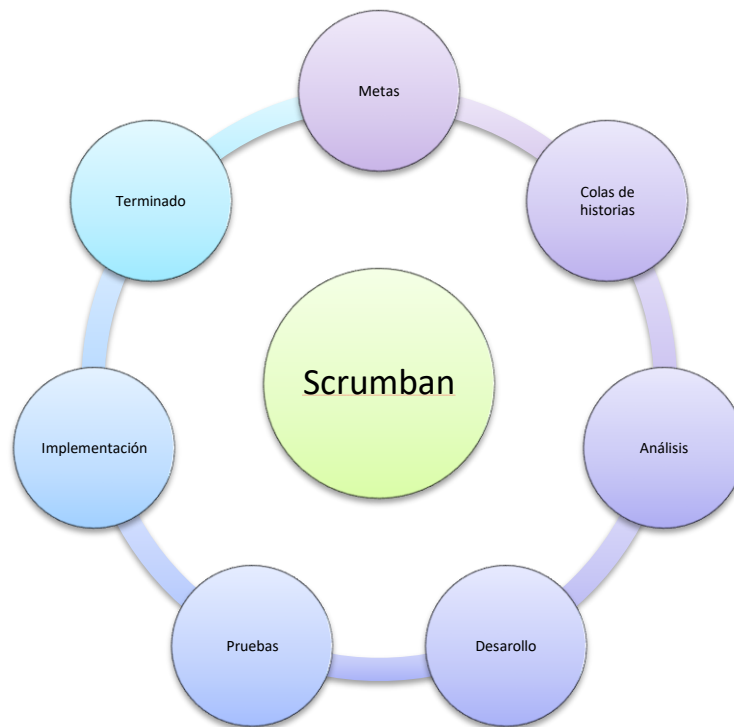 Metas
Colas de
historias
Terminado
Scrumban
Implementación
Análisis
Pruebas
Desarollo